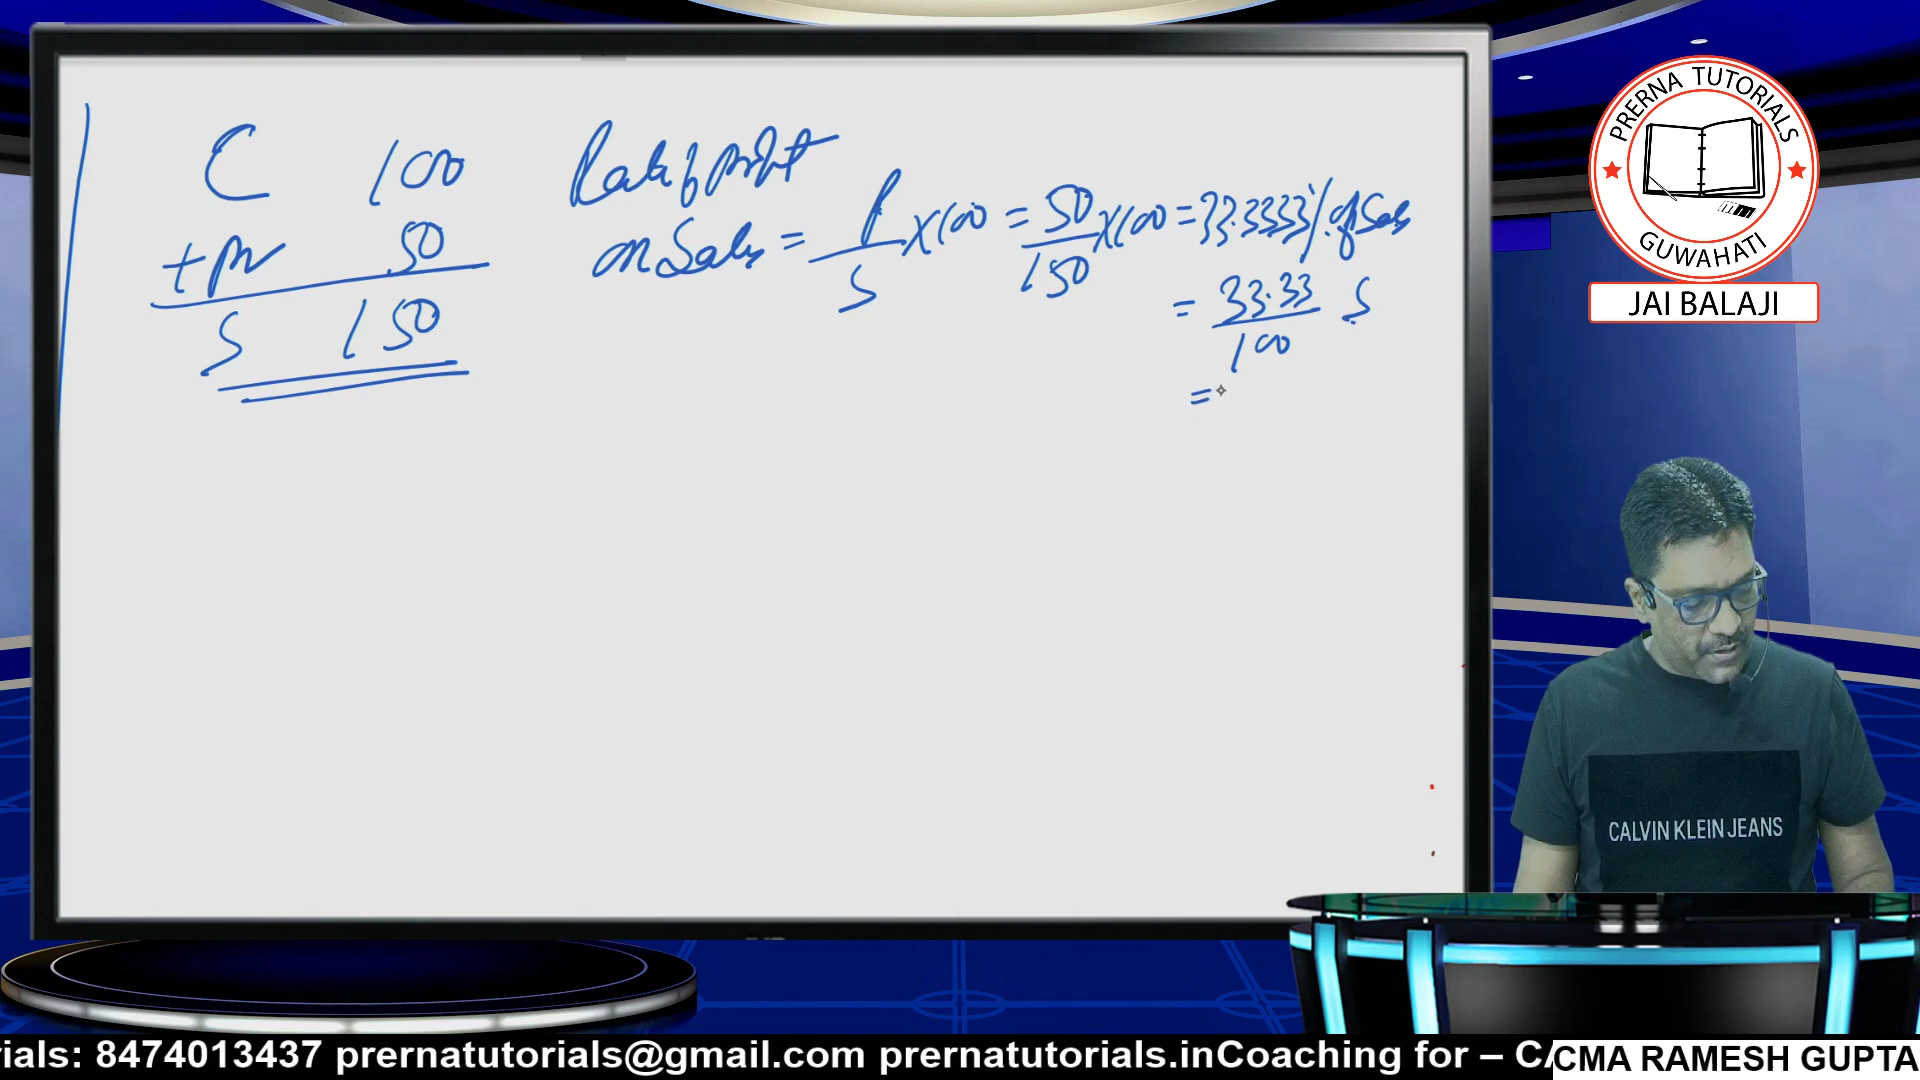 C 100 Rate of profit
+ Pr 50 on Sales = P/S × 100 = 50/150 × 100 = 33.3333% of Sales
S 150 = 33.33/100 S
=
PRERNA TUTORIALS
GUWAHATI
JAI BALAJI
CALVIN KLEIN JEANS
rials: 8474013437 prernatutorials@gmail.com prernatutorials.inCoaching for – CA
CMA RAMESH GUPTA